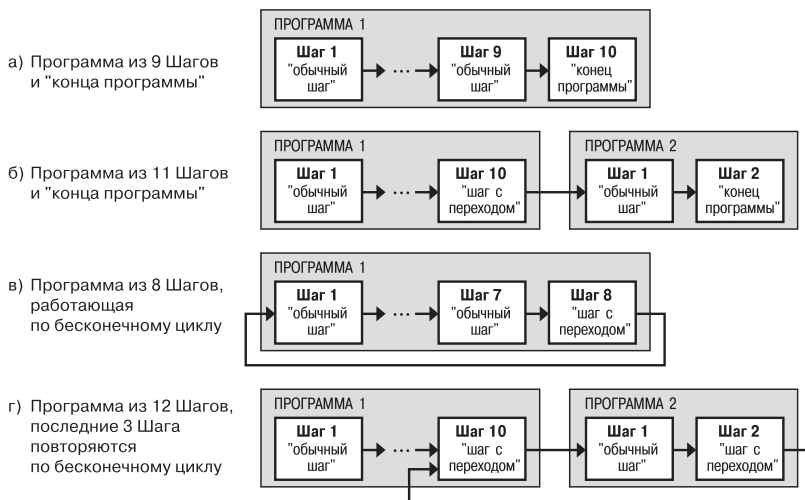 а) Программа из 9 Шагов
и "конца программы"
ПРОГРАММА 1
Шаг 1
"обычный
шаг"
...
Шаг 9
"обычный
шаг"
Шаг 10
"конец
программы"
б) Программа из 11 Шагов
и "конца программы"
ПРОГРАММА 1
Шаг 1
"обычный
шаг"
...
Шаг 10
"шаг с
переходом"
ПРОГРАММА 2
Шаг 1
"обычный
шаг"
Шаг 2
"конец
программы"
в) Программа из 8 Шагов,
работающая
по бесконечному циклу
ПРОГРАММА 1
Шаг 1
"обычный
шаг"
...
Шаг 7
"обычный
шаг"
Шаг 8
"шаг с
переходом"
г) Программа из 12 Шагов,
последние 3 Шага
повторяются
по бесконечному циклу
ПРОГРАММА 1
Шаг 1
"обычный
шаг"
...
Шаг 10
"шаг с
переходом"
ПРОГРАММА 2
Шаг 1
"обычный
шаг"
Шаг 2
"шаг с
переходом"